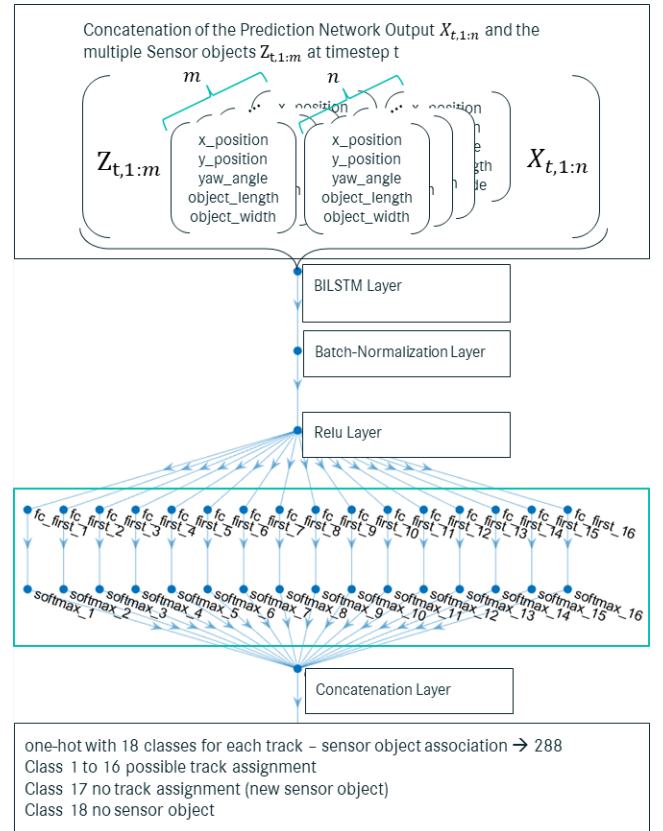 Concatenation of the Prediction Network Output X_{t,1:n} and the
multiple Sensor objects Z_{t,1:m} at timestep t
m
n
x_position
x_position
Z_{t,1:m}
x_position
y_position
yaw_angle
object_length
object_width
x_position
y_position
yaw_angle
object_length
object_width
X_{t,1:n}
BILSTM Layer
Batch-Normalization Layer
Relu Layer
fc_first_1
fc_first_2
fc_first_3
fc_first_4
fc_first_5
fc_first_6
fc_first_7
fc_first_8
fc_first_9
fc_first_10
fc_first_11
fc_first_12
fc_first_13
fc_first_14
fc_first_15
fc_first_16
softmax_1
softmax_2
softmax_3
softmax_4
softmax_5
softmax_6
softmax_7
softmax_8
softmax_9
softmax_10
softmax_11
softmax_12
softmax_13
softmax_14
softmax_15
softmax_16
Concatenation Layer
one-hot with 18 classes for each track – sensor object association → 288
Class 1 to 16 possible track assignment
Class 17 no track assignment (new sensor object)
Class 18 no sensor object